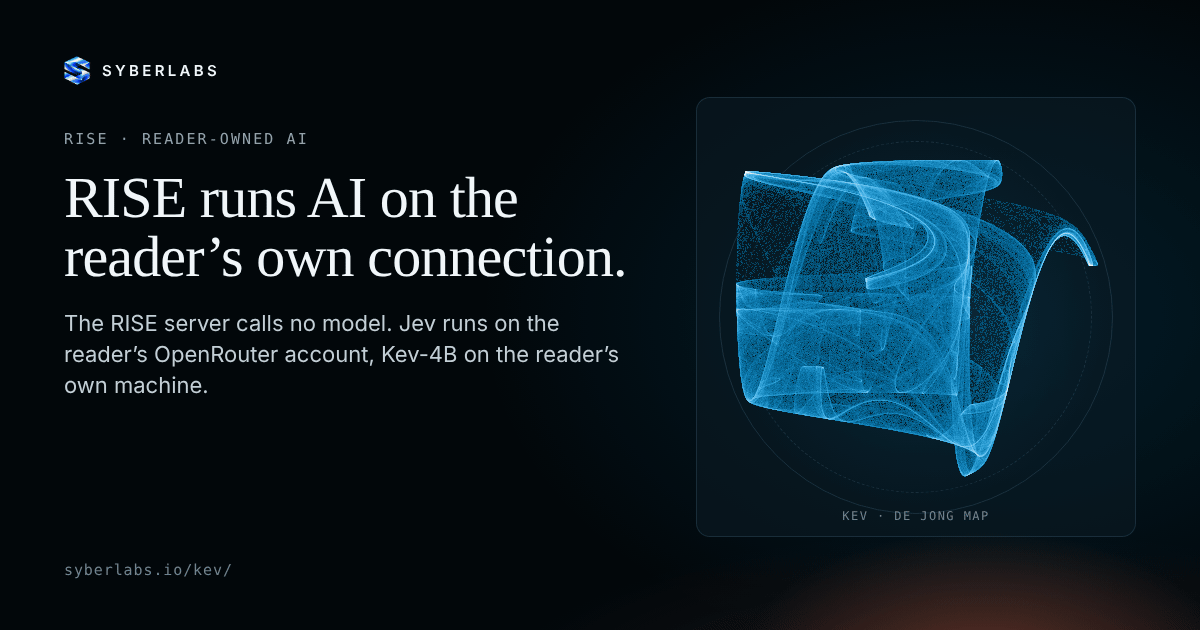 SYBERLABS
RISE · READER-OWNED AI
RISE runs AI on the
reader’s own connection.
The RISE server calls no model. Jev runs on the
reader’s OpenRouter account, Kev-4B on the reader’s
own machine.
KEV · DE JONG MAP
syberlabs.io/kev/